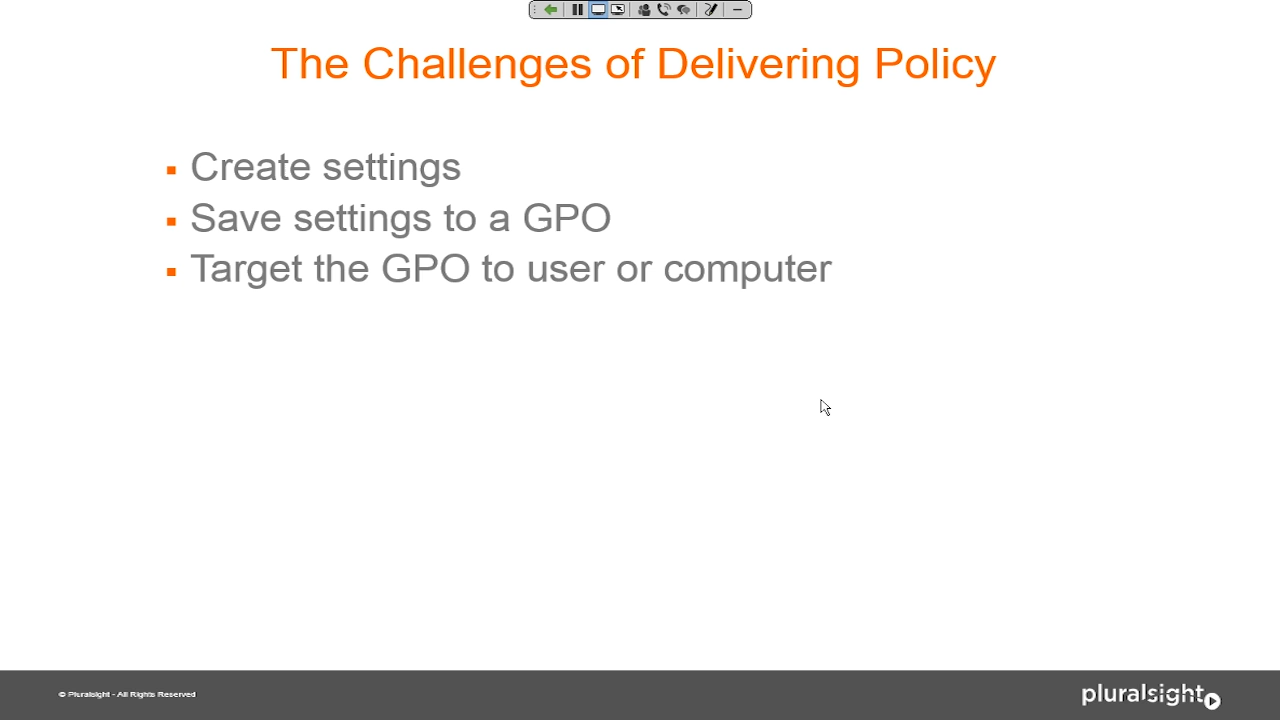 The Challenges of Delivering Policy
Create settings
Save settings to a GPO
Target the GPO to user or computer
© Pluralsight - All Rights Reserved
pluralsight